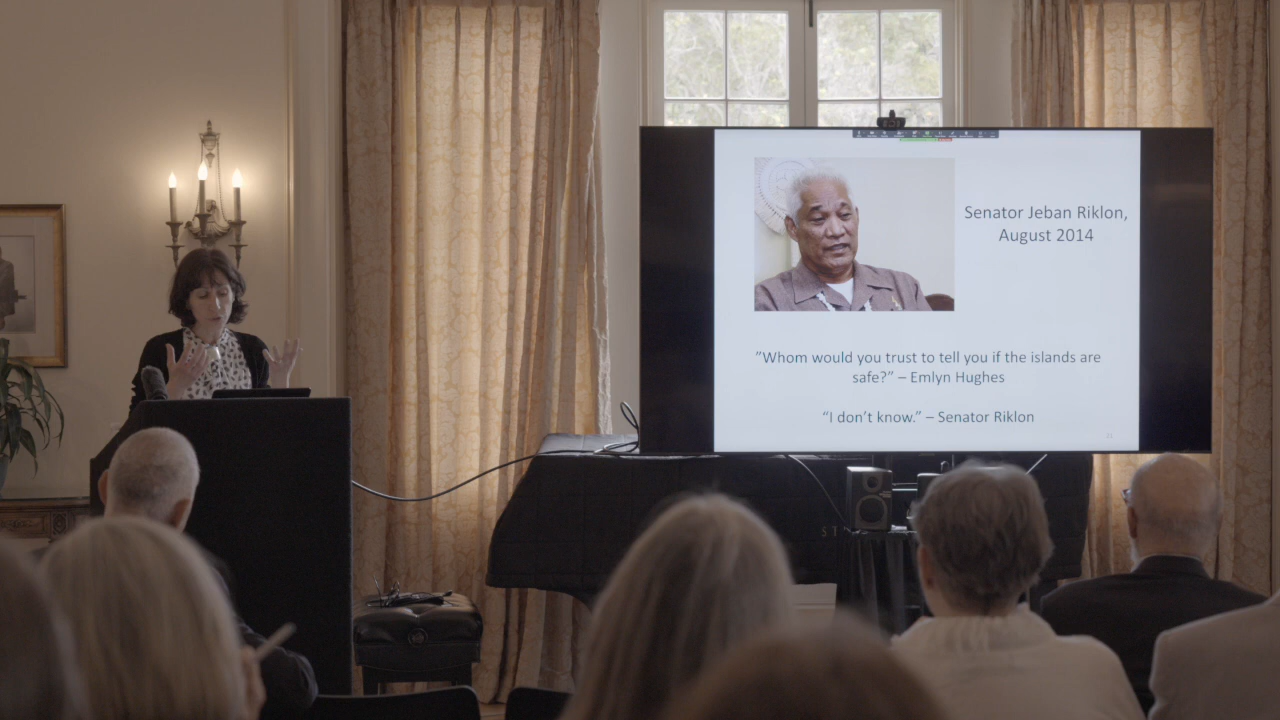 Senator Jeban Riklon,
August 2014
”Whom would you trust to tell you if the islands are
safe?” – Emlyn Hughes
“I don’t know.” – Senator Riklon